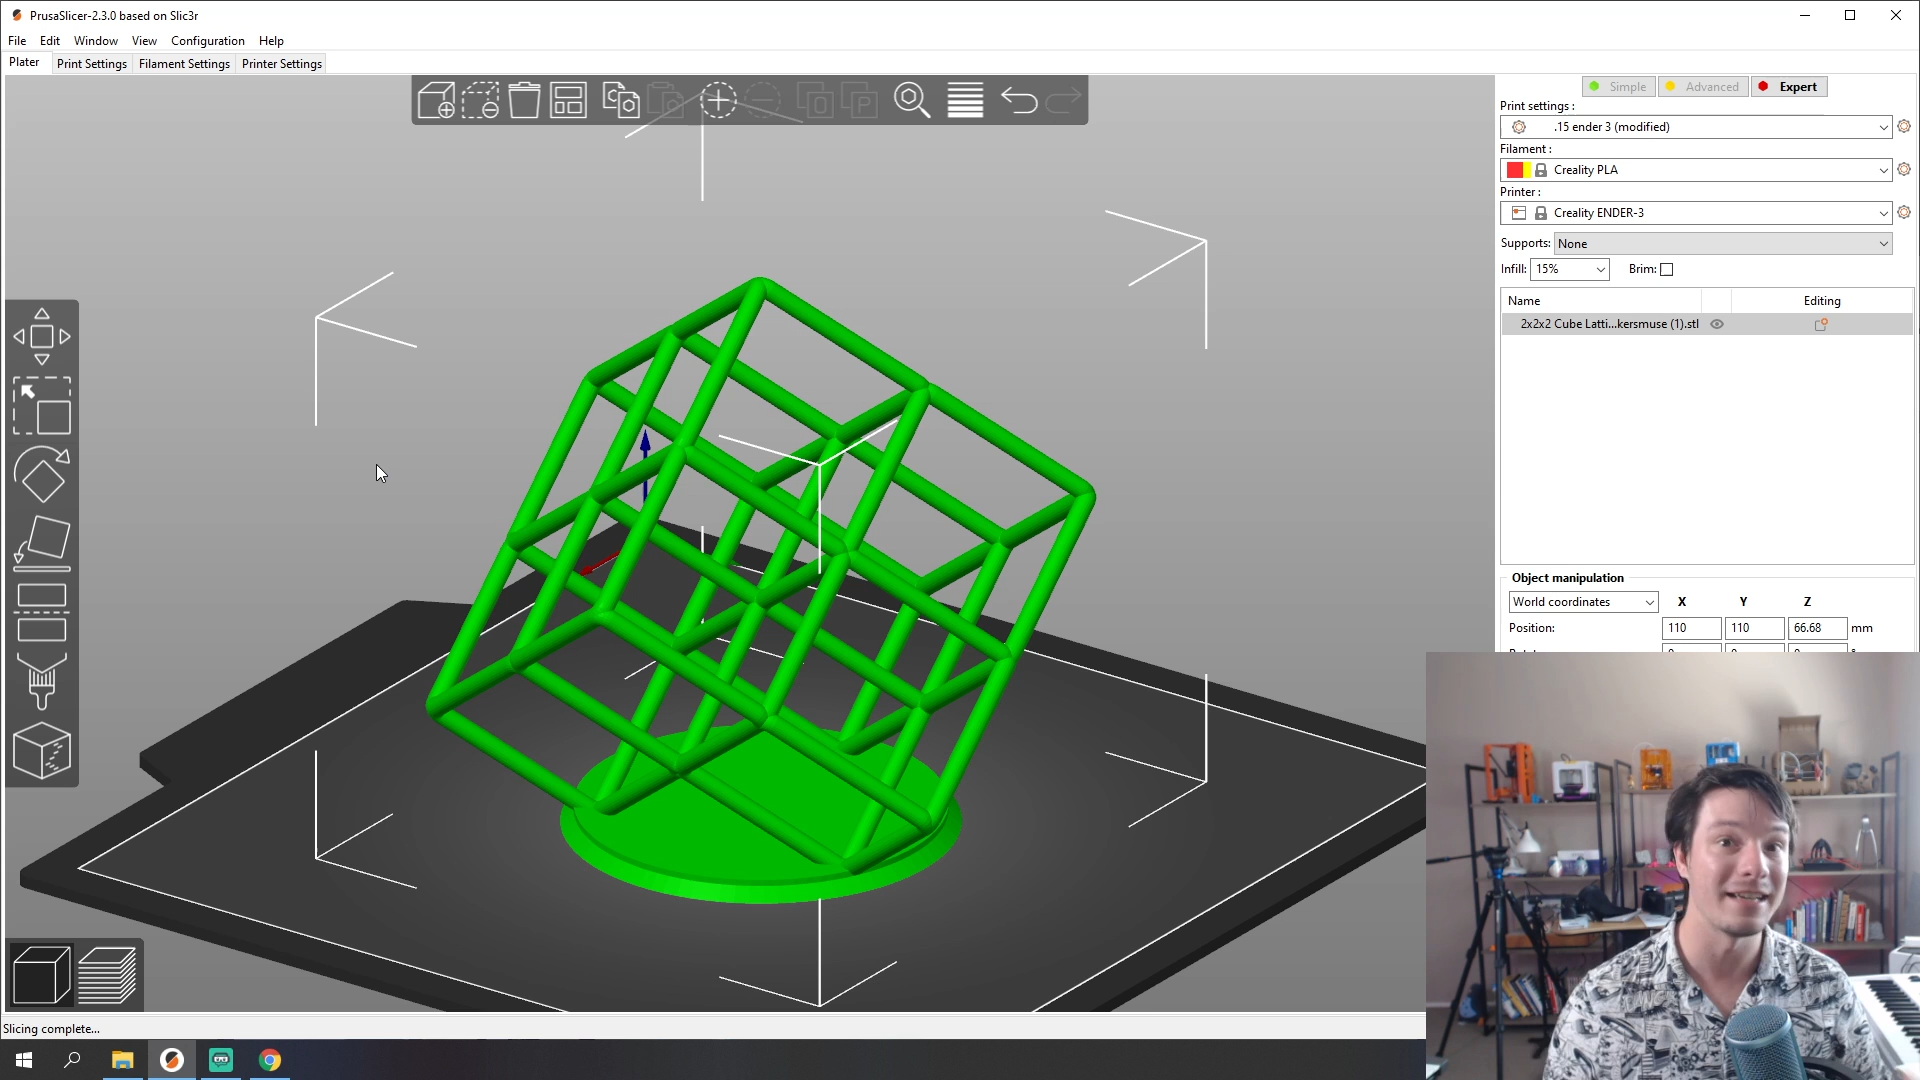 PrusaSlicer-2.3.0 based on Slic3r
File Edit Window View Configuration Help
Plater Print Settings Filament Settings Printer Settings
Simple Advanced Expert
Print settings :
.15 ender 3 (modified)
Filament :
Creality PLA
Printer :
Creality ENDER-3
Supports: None
Infill: 15% Brim:
Name Editing
2x2x2 Cube Latti...kersmuse (1).stl
Object manipulation
World coordinates X Y Z
Position: 110 110 66.68 mm
Slicing complete...